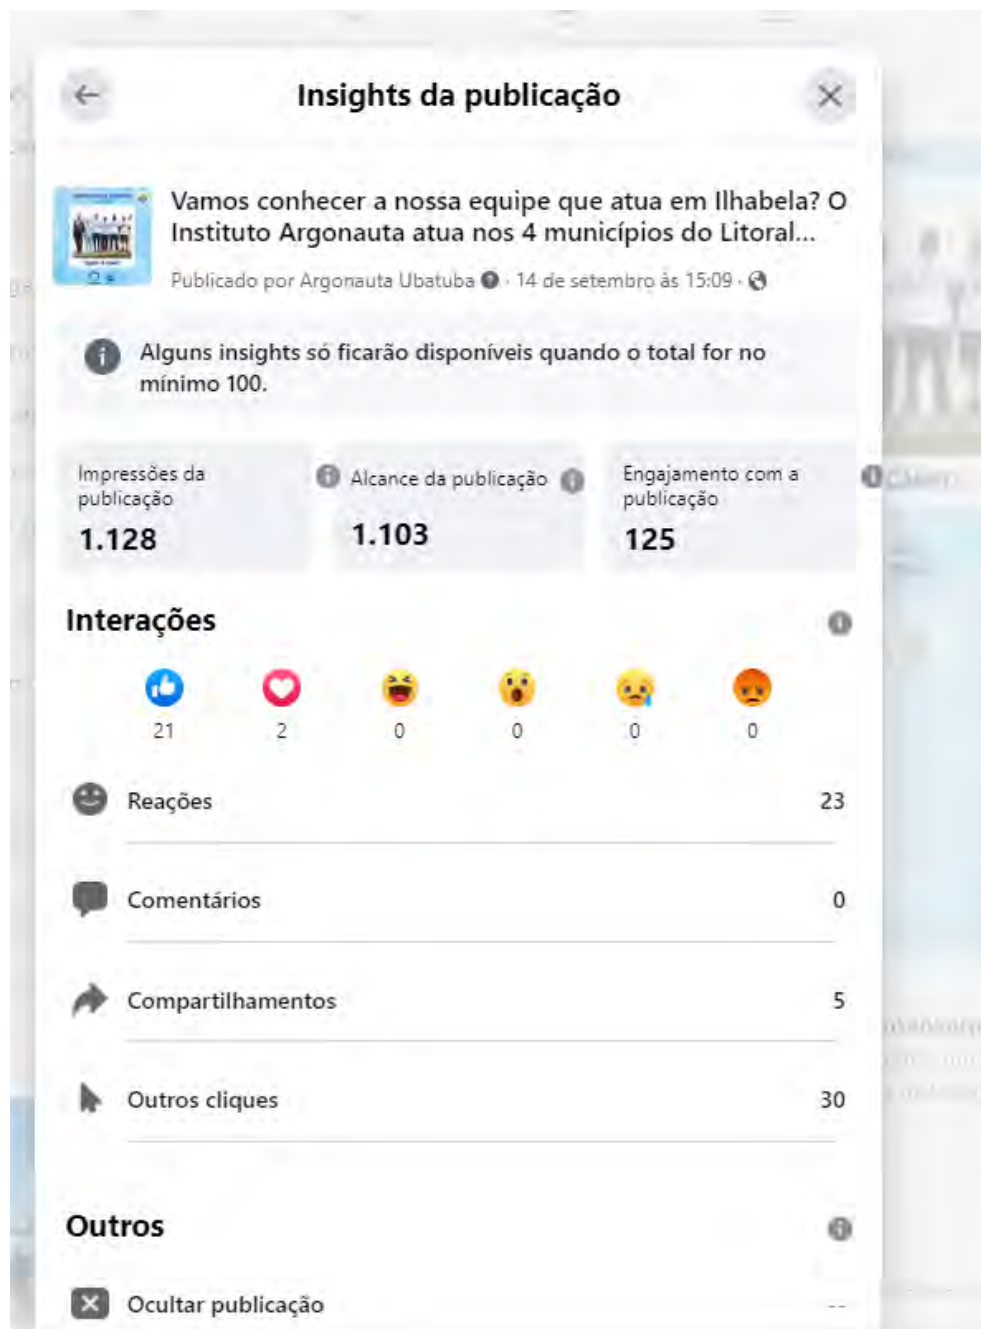 Insights da publicação
Vamos conhecer a nossa equipe que atua em Ilhabela? O
Instituto Argonauta atua nos 4 municípios do Litoral...
Publicado por Argonauta Ubatuba · 14 de setembro às 15:09 ·
Alguns insights só ficarão disponíveis quando o total for no
mínimo 100.
Impressões da
publicação
1.128
Alcance da publicação
1.103
Engajamento com a
publicação
125
Interações
21 2 0 0 0 0
Reações 23
Comentários 0
Compartilhamentos 5
Outros cliques 30
Outros
Ocultar publicação --